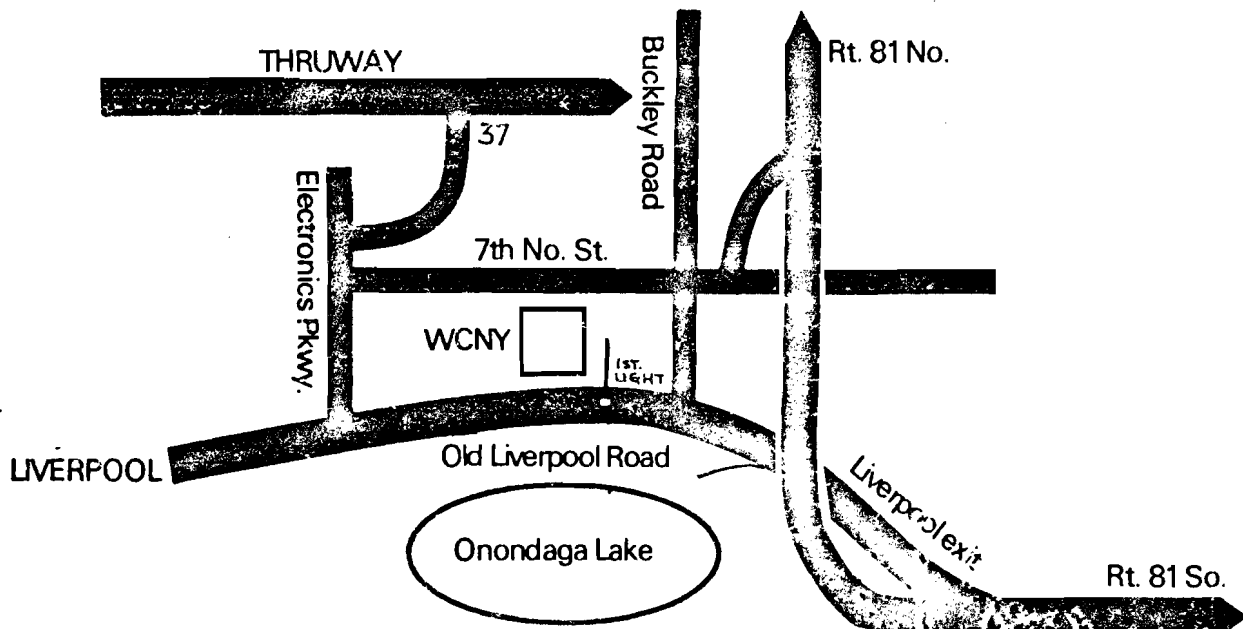 THRUWAY
Rt. 81 No.
Buckley Road
37
Electronics Pkwy.
7th No. St.
WCNY
1ST.
LIGHT
Old Liverpool Road
LIVERPOOL
Liverpool exit
Onondaga Lake
Rt. 81 So.